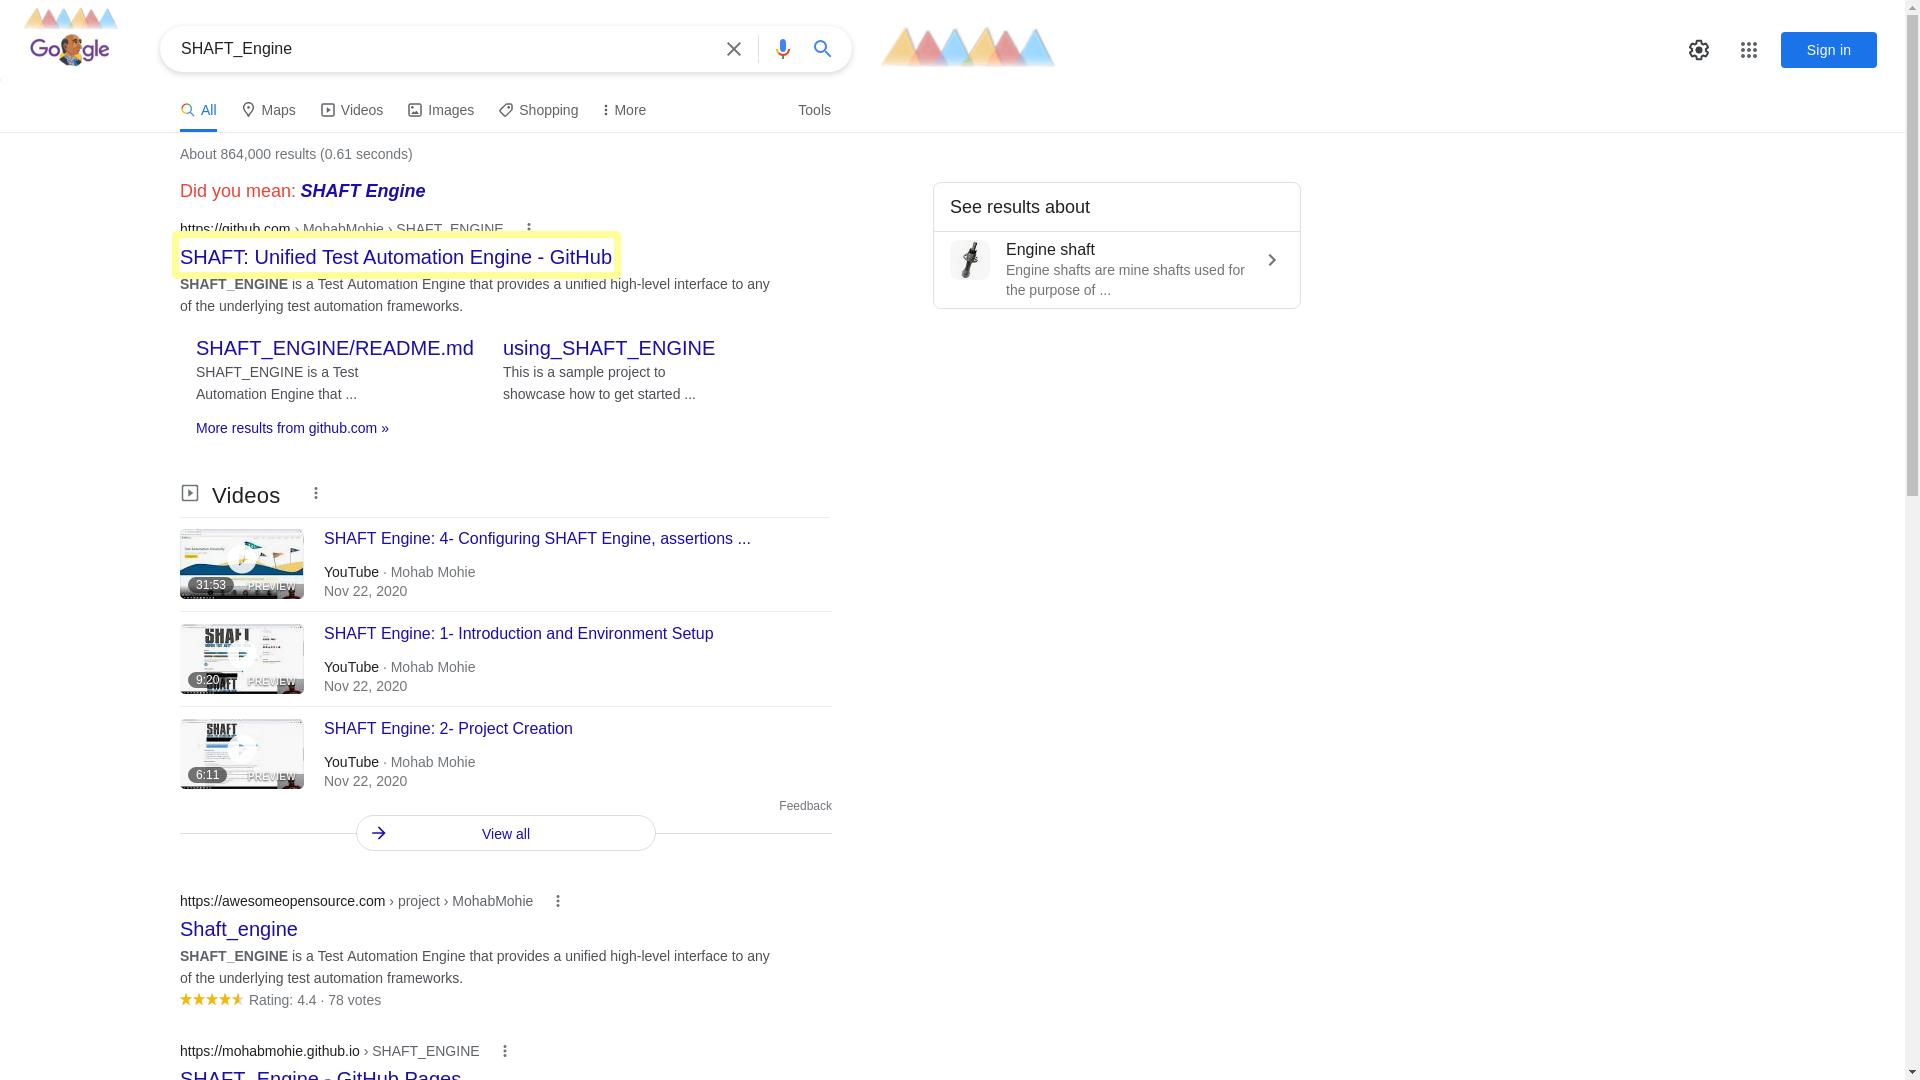 Google
SHAFT_Engine
Sign in
All Maps Videos Images Shopping More Tools
About 864,000 results (0.61 seconds)
Did you mean: SHAFT Engine
https://github.com › MohabMohie › SHAFT_ENGINE
SHAFT: Unified Test Automation Engine - GitHub
SHAFT_ENGINE is a Test Automation Engine that provides a unified high-level interface to any
of the underlying test automation frameworks.
SHAFT_ENGINE/README.md
SHAFT_ENGINE is a Test
Automation Engine that ...
using_SHAFT_ENGINE
This is a sample project to
showcase how to get started ...
More results from github.com »
Videos
SHAFT Engine: 4- Configuring SHAFT Engine, assertions ...
31:53 PREVIEW
YouTube · Mohab Mohie
Nov 22, 2020
SHAFT Engine: 1- Introduction and Environment Setup
SHAFT
9:20 PREVIEW
YouTube · Mohab Mohie
Nov 22, 2020
SHAFT Engine: 2- Project Creation
SHAFT
6:11 PREVIEW
YouTube · Mohab Mohie
Nov 22, 2020
Feedback
View all
https://awesomeopensource.com › project › MohabMohie
Shaft_engine
SHAFT_ENGINE is a Test Automation Engine that provides a unified high-level interface to any
of the underlying test automation frameworks.
Rating: 4.4 · 78 votes
https://mohabmohie.github.io › SHAFT_ENGINE
SHAFT_Engine - GitHub Pages
See results about
Engine shaft
Engine shafts are mine shafts used for
the purpose of ...